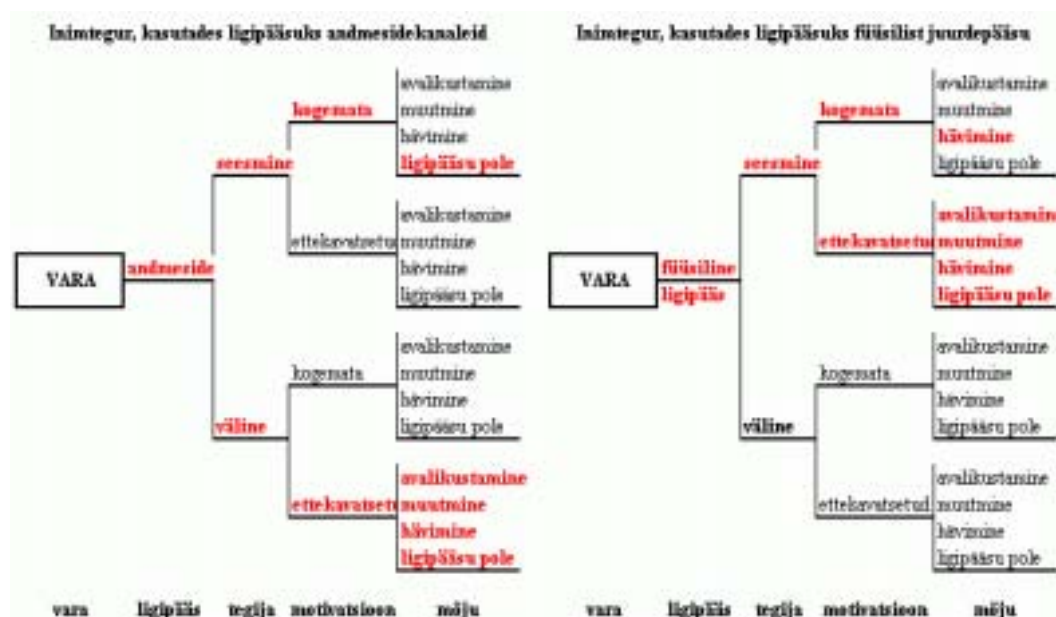 Inimtegur, kasutades ligipääsuks andmesidekanaleid
avalikustamine
kogemata
muutmine
hävimine
seesmine
ligipääsu pole
avalikustamine
ettekavatsetud
muutmine
VARA
andmeside
hävimine
ligipääsu pole
avalikustamine
kogemata
muutmine
hävimine
väline
ligipääsu pole
avalikustamine
ettekavatsetu
muutmine
hävimine
ligipääsu pole
vara ligipääs tegija motivatsioon mõju
Inimtegur, kasutades ligipääsuks füüsilist juurdepääsu
avalikustamine
kogemata
muutmine
hävimine
seesmine
ligipääsu pole
avalikustamine
ettekavatsetud
muutmine
VARA
füüsiline
ligipääs
hävimine
ligipääsu pole
avalikustamine
kogemata
muutmine
hävimine
väline
ligipääsu pole
avalikustamine
ettekavatsetud
muutmine
hävimine
ligipääsu pole
vara ligipääs tegija motivatsioon mõju